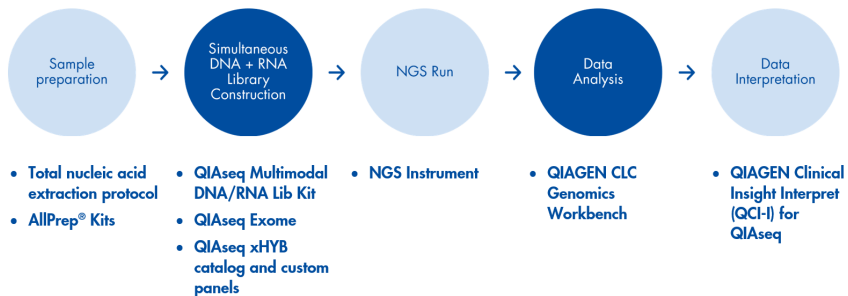 Sample
preparation
Simultaneous
DNA + RNA
Library
Construction
NGS Run
Data
Analysis
Data
Interpretation
• Total nucleic acid
extraction protocol
• AllPrep® Kits
• QIAseq Multimodal
DNA/RNA Lib Kit
• QIAseq Exome
• QIAseq xHYB
catalog and custom
panels
• NGS Instrument
• QIAGEN CLC
Genomics
Workbench
• QIAGEN Clinical
Insight Interpret
(QCI-I) for
QIAseq